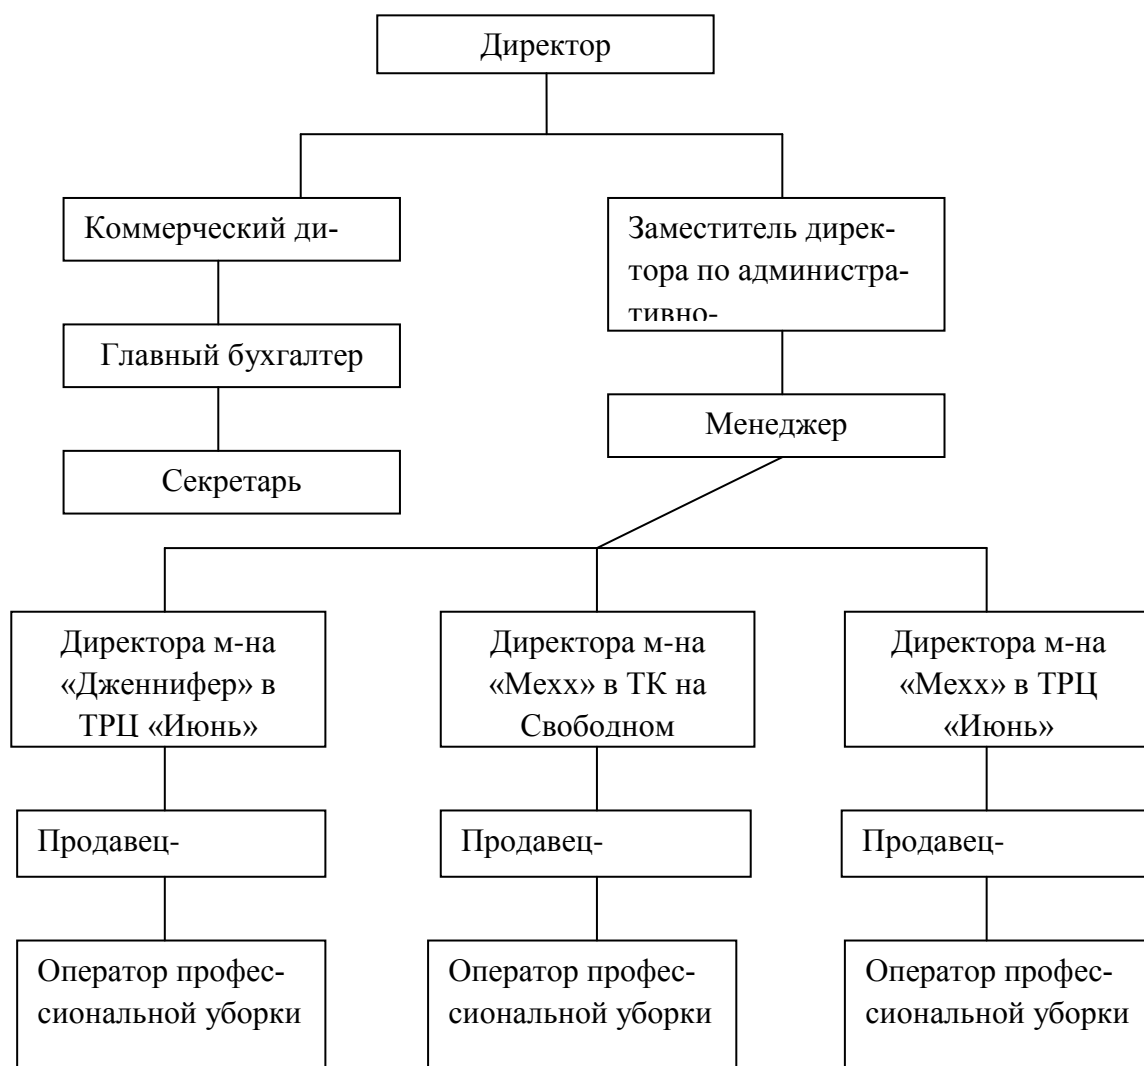 Директор
Коммерческий ди-
Заместитель дирек-
тора по администра-
тивно-
Главный бухгалтер
Менеджер
Секретарь
Директора м-на
«Дженнифер» в
ТРЦ «Июнь»
Директора м-на
«Мехх» в ТК на
Свободном
Директора м-на
«Мехх» в ТРЦ
«Июнь»
Продавец-
Продавец-
Продавец-
Оператор профес-
сиональной уборки
Оператор профес-
сиональной уборки
Оператор профес-
сиональной уборки